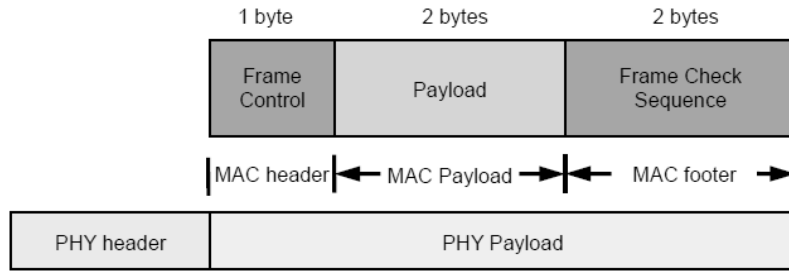 1 byte 2 bytes 2 bytes
Frame Control Payload Frame Check Sequence
MAC header MAC Payload MAC footer
PHY header PHY Payload